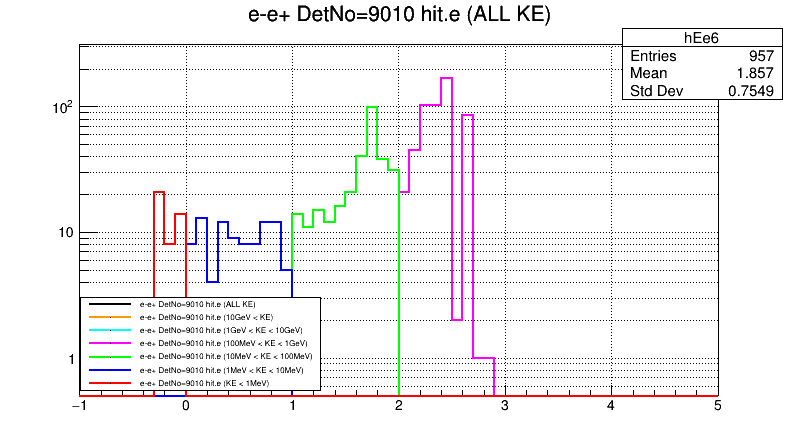 e-e+ DetNo=9010 hit.e (ALL KE)
hEe6
Entries 957
Mean 1.857
Std Dev 0.7549
10²
10
1
e-e+ DetNo=9010 hit.e (ALL KE)
e-e+ DetNo=9010 hit.e (10GeV < KE)
e-e+ DetNo=9010 hit.e (1GeV < KE < 10GeV)
e-e+ DetNo=9010 hit.e (100MeV < KE < 1GeV)
e-e+ DetNo=9010 hit.e (10MeV < KE < 100MeV)
e-e+ DetNo=9010 hit.e (1MeV < KE < 10MeV)
e-e+ DetNo=9010 hit.e (KE < 1MeV)
−1 0 1 2 3 4 5